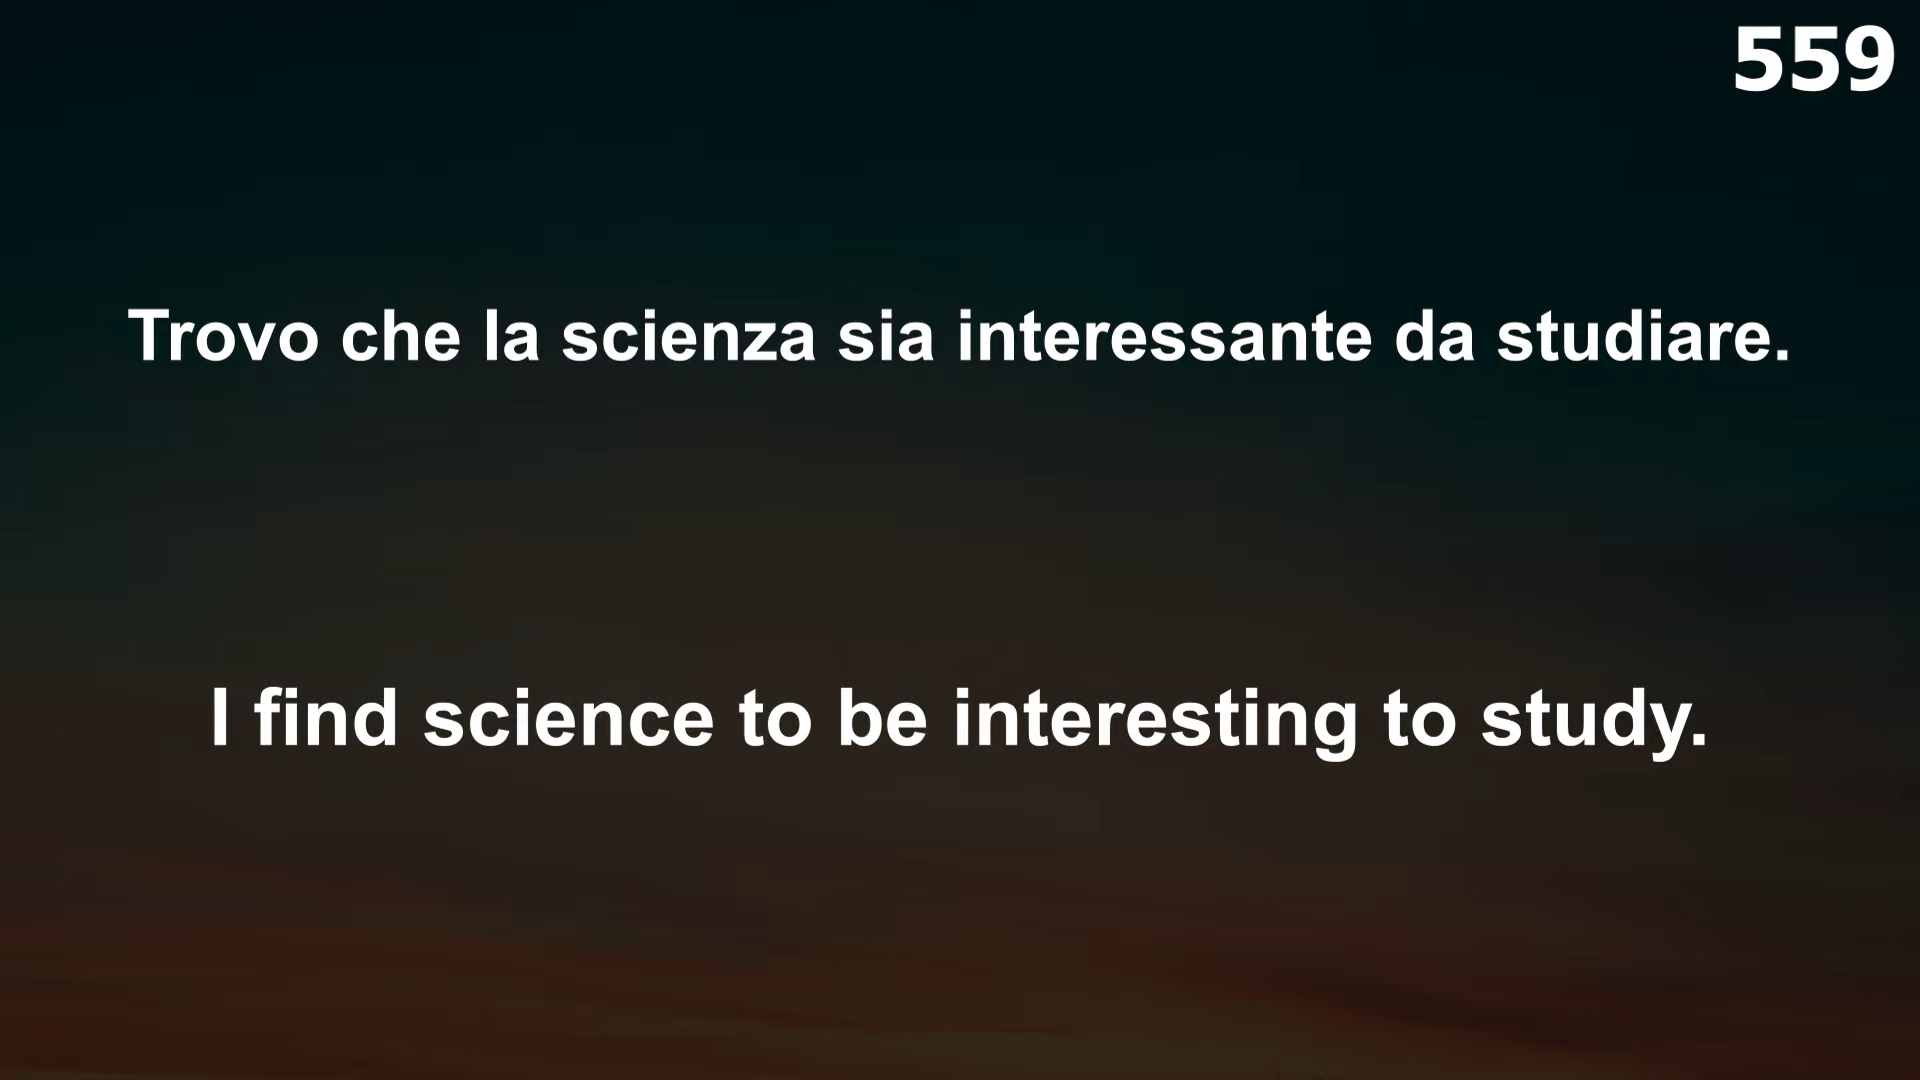 559
Trovo che la scienza sia interessante da studiare.
I find science to be interesting to study.